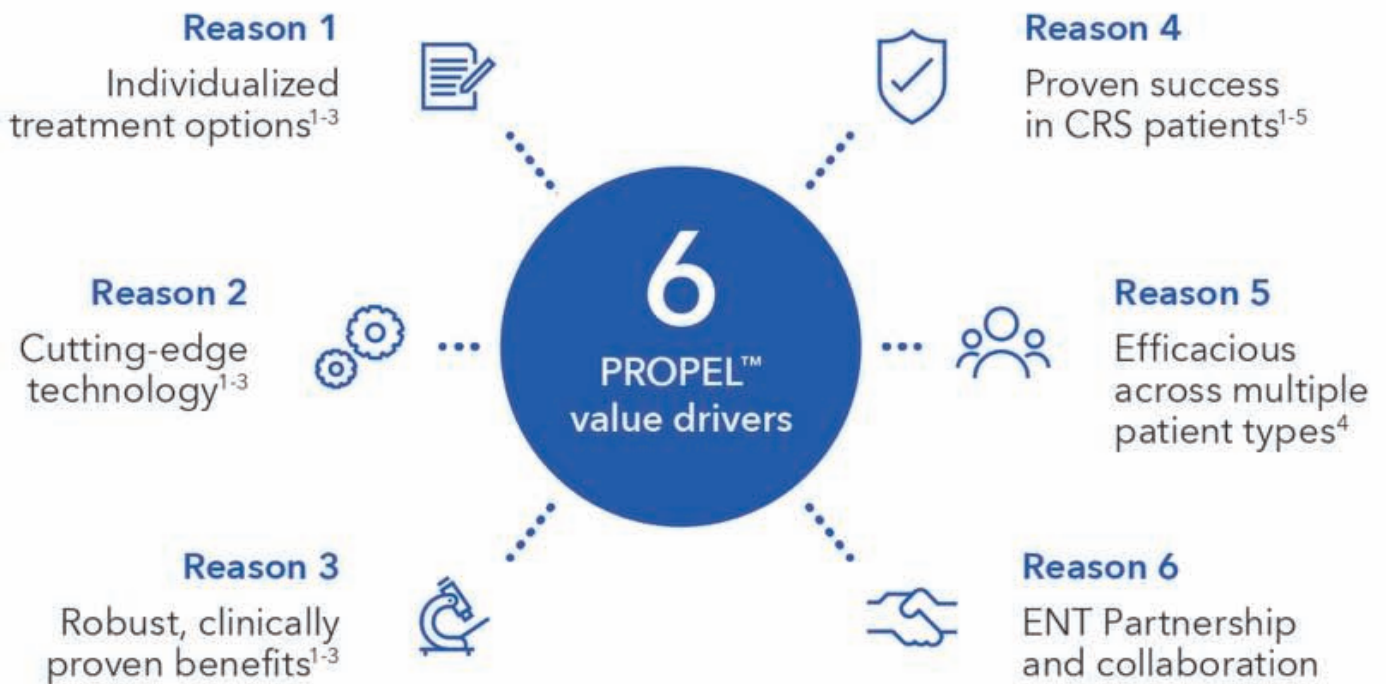 Reason 1
Individualized
treatment options¹⁻³
Reason 2
Cutting-edge
technology¹⁻³
Reason 3
Robust, clinically
proven benefits¹⁻³
6
PROPEL™
value drivers
Reason 4
Proven success
in CRS patients¹⁻⁵
Reason 5
Efficacious
across multiple
patient types⁴
Reason 6
ENT Partnership
and collaboration